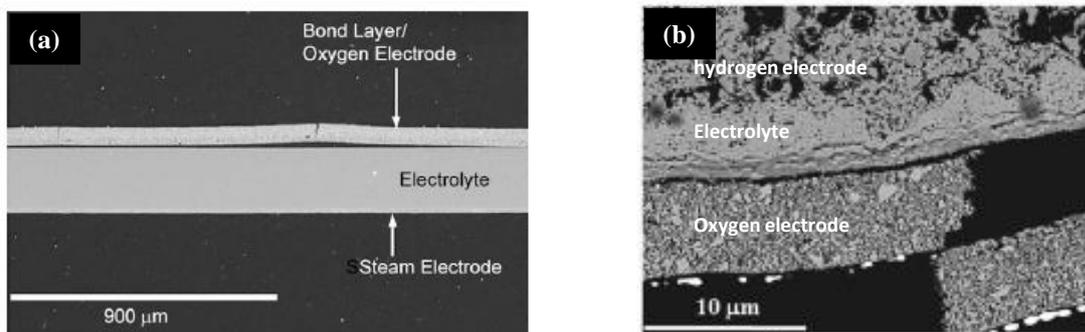 (a)
Bond Layer/
Oxygen Electrode
Electrolyte
SSteam Electrode
900 μm
(b)
hydrogen electrode
Electrolyte
Oxygen electrode
10 μm